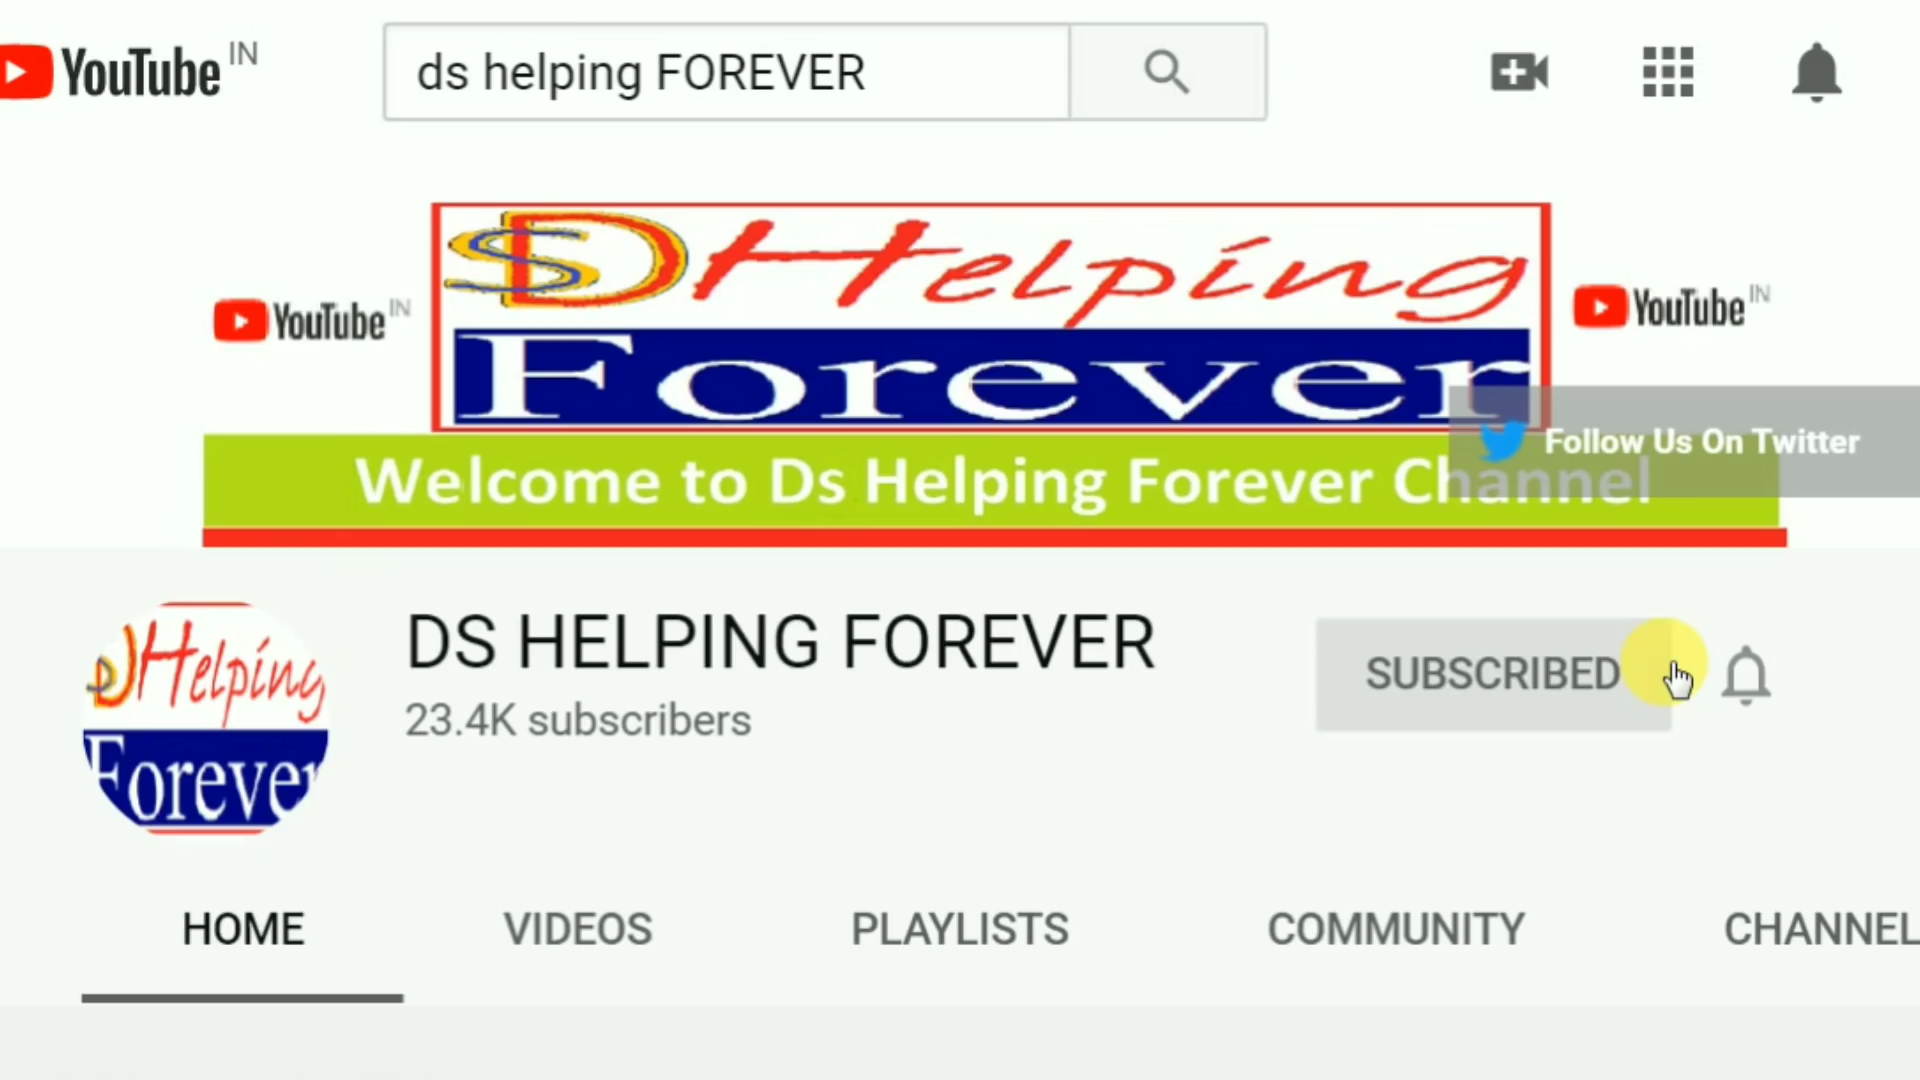 YouTube IN
ds helping FOREVER
DS Helping
Forever
YouTube IN
YouTube IN
Follow Us On Twitter
Welcome to Ds Helping Forever Channel
DS HELPING FOREVER
23.4K subscribers
SUBSCRIBED
Helping
Forever
HOME VIDEOS PLAYLISTS COMMUNITY CHANNEL